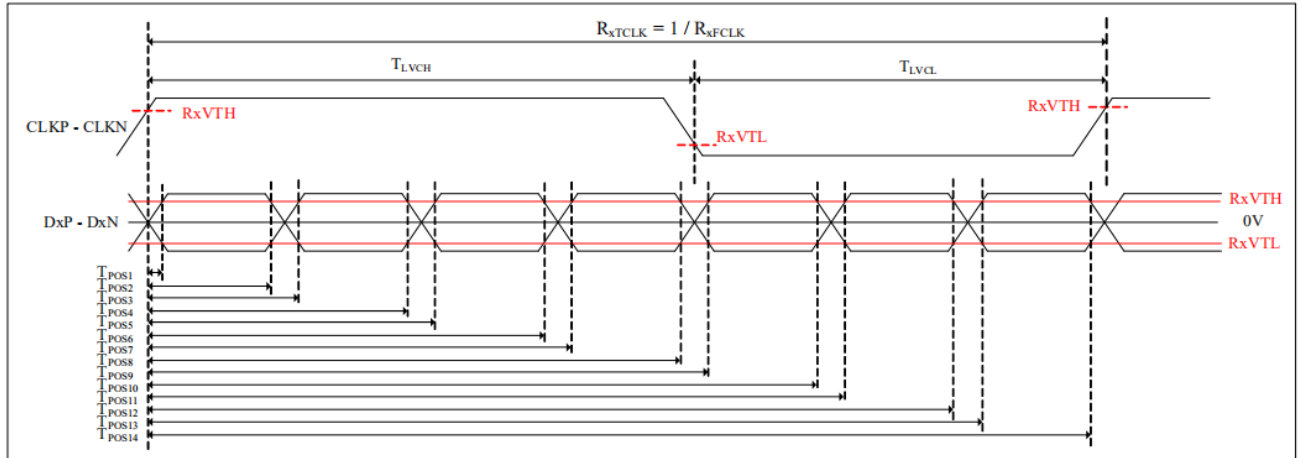 RxTCLK = 1 / RxFCLK
TLVCH TLVCL
CLKP - CLKN RxVTH RxVTL RxVTH
DxP - DxN RxVTH
0V
RxVTL
TPOS1
TPOS2
TPOS3
TPOS4
TPOS5
TPOS6
TPOS7
TPOS8
TPOS9
TPOS10
TPOS11
TPOS12
TPOS13
TPOS14